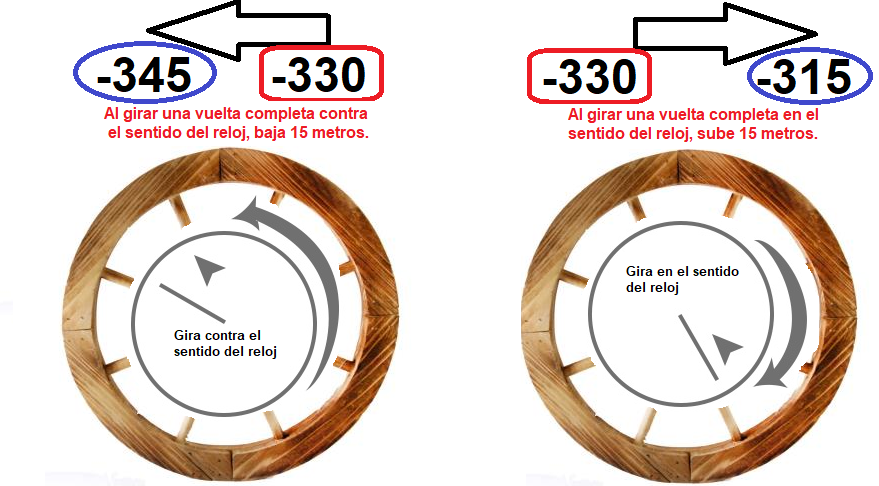 -345
-330
Al girar una vuelta completa contra
el sentido del reloj, baja 15 metros.
Gira contra el
sentido del reloj
-330
-315
Al girar una vuelta completa en el
sentido del reloj, sube 15 metros.
Gira en el sentido
del reloj